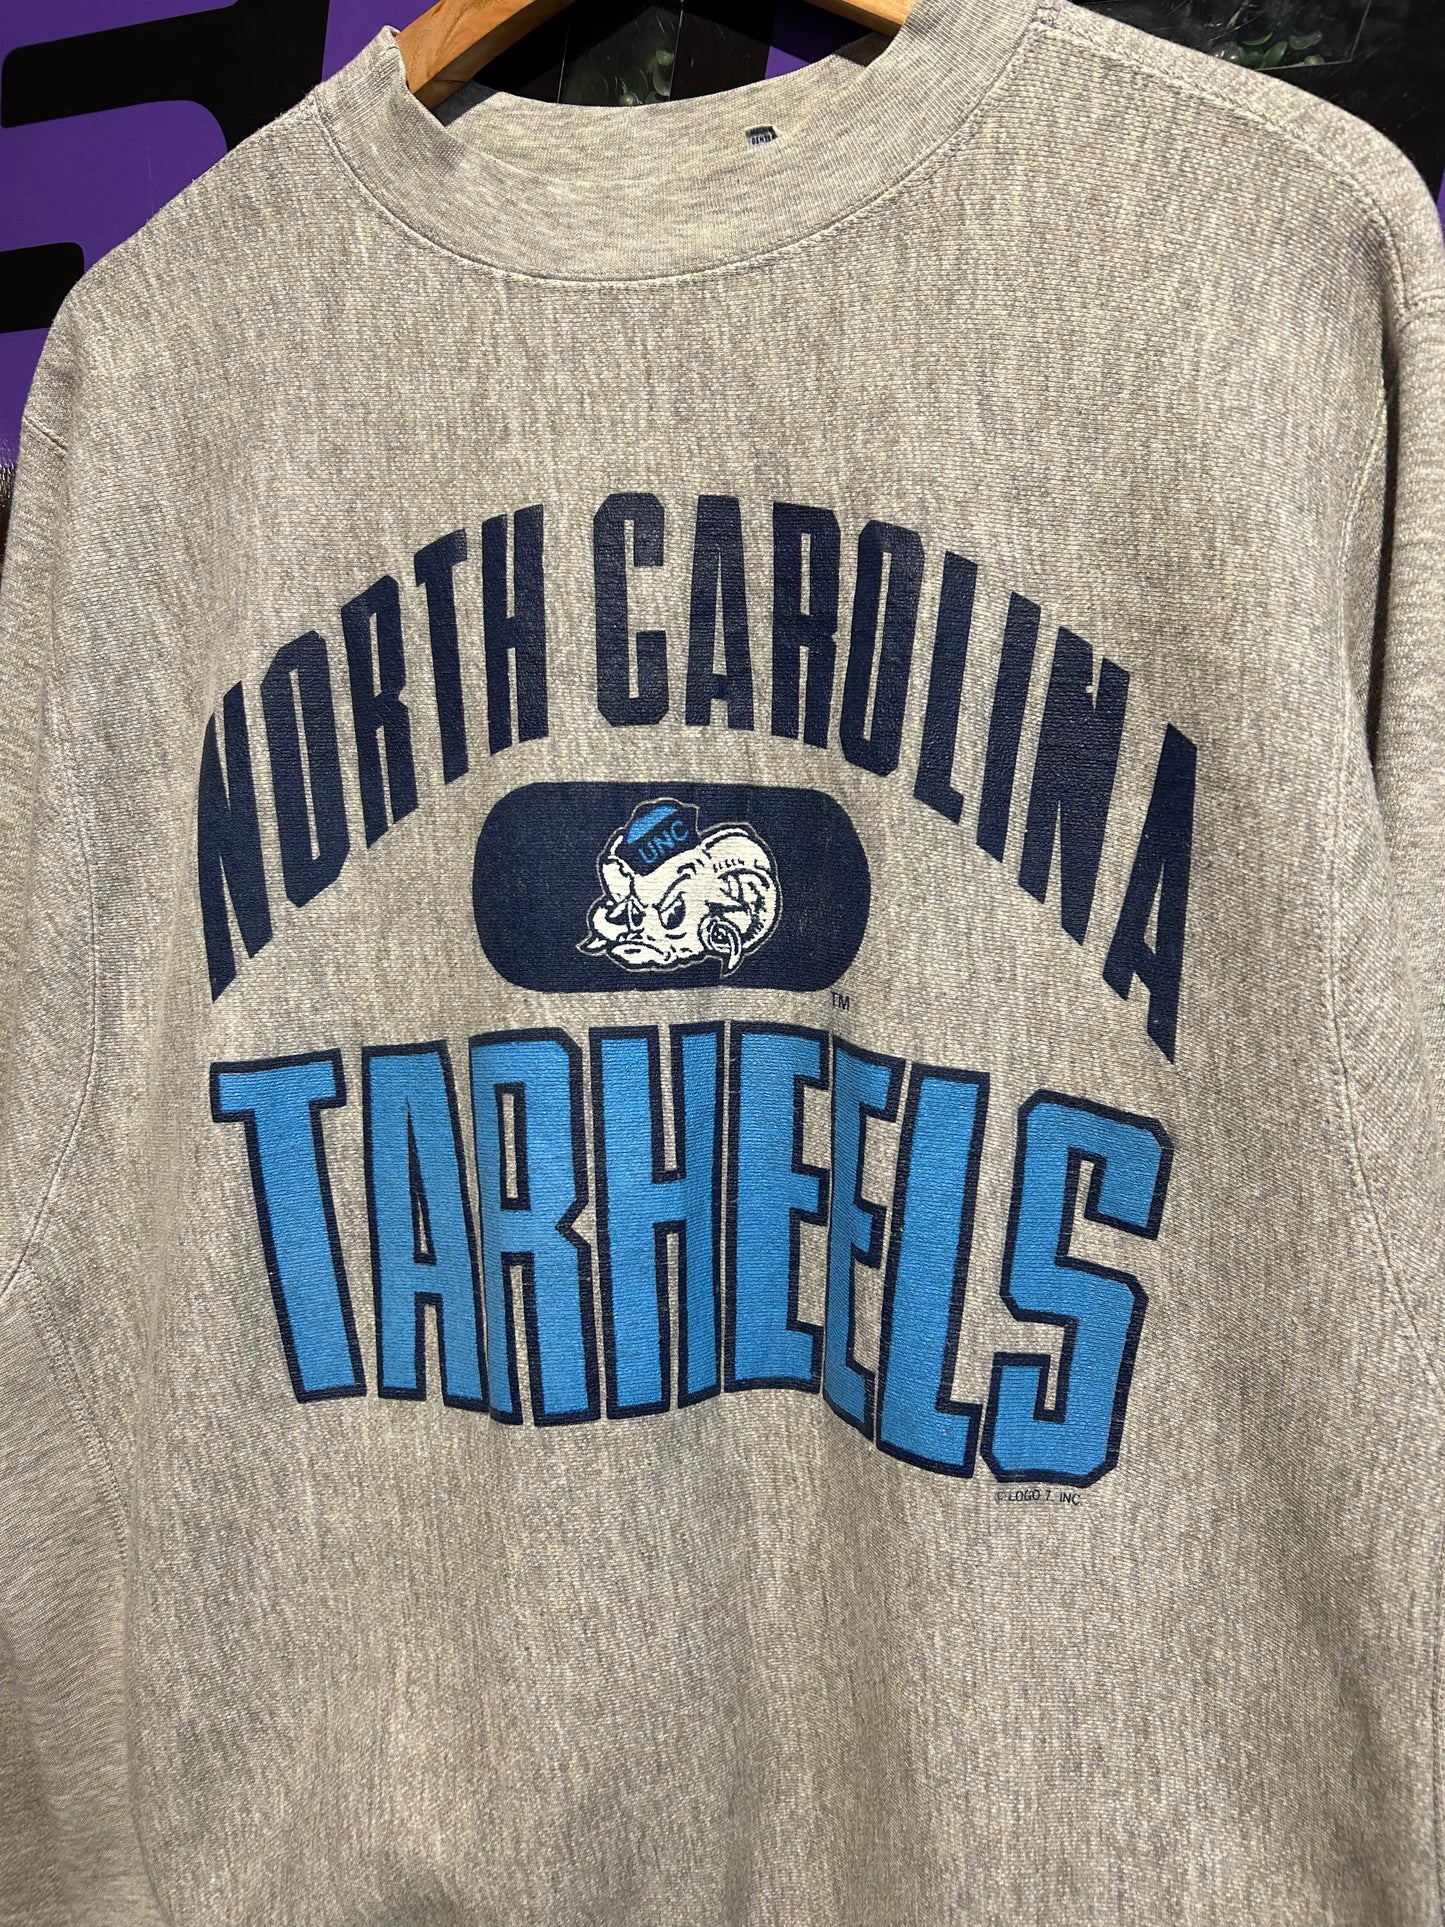 NORTH CAROLINA
UNC
TM
TARHEELS
© LOGO 7, INC.